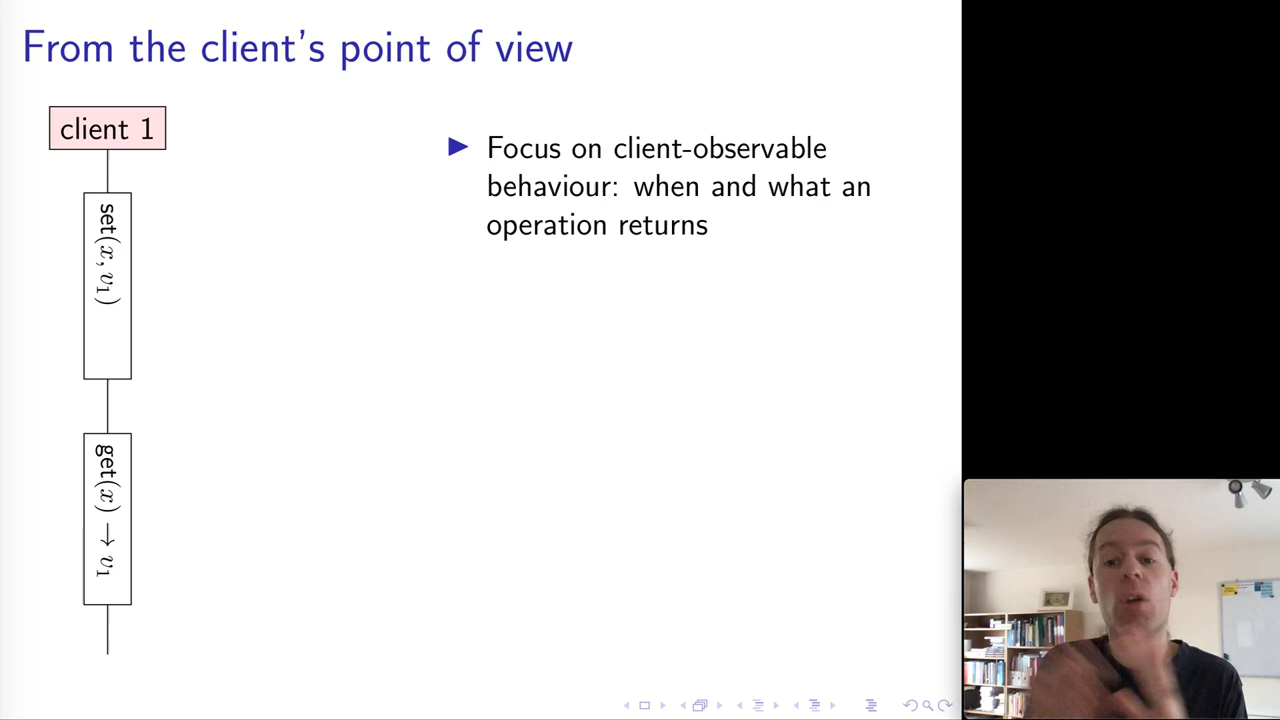 From the client's point of view
client 1
set(x, v₁)
get(x) → v₁
▶ Focus on client-observable
behaviour: when and what an
operation returns